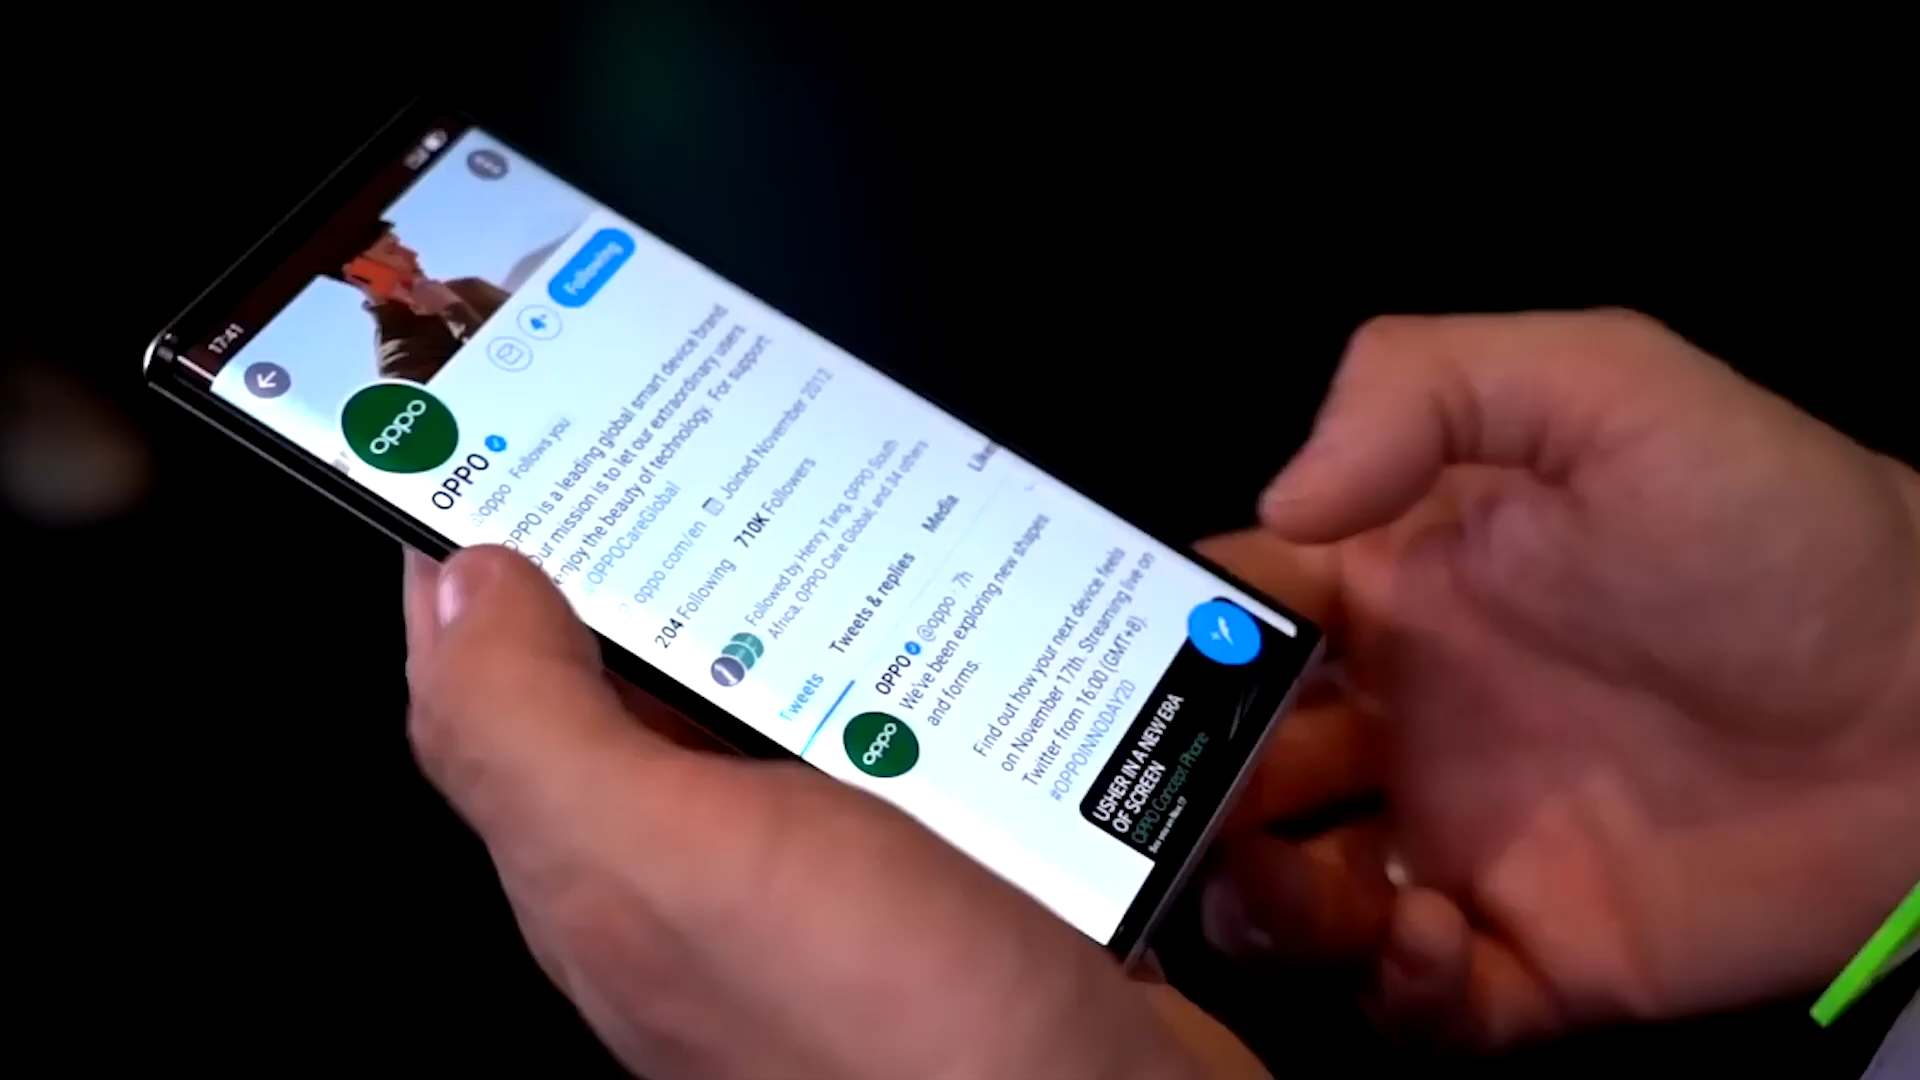 17:41
Following
oppo
OPPO
@oppo Follows you
OPPO is a leading global smart device brand.
Our mission is to let our extraordinary users
enjoy the beauty of technology. For support:
@OPPOCareGlobal
oppo.com/en Joined November 2012
204 Following 710K Followers
Followed by Henry Tang, OPPO South
Africa, OPPO Care Global, and 34 others
Tweets Tweets & replies Media
OPPO @oppo · 7h
oppo
We've been exploring new shapes
and forms.
Find out how your next device feels
on November 17th. Streaming live on
Twitter from 16:00 (GMT+8).
#OPPOINNODAY20
USHER IN A NEW ERA
OF SCREEN
OPPO Concept Phone
See you on Nov 17